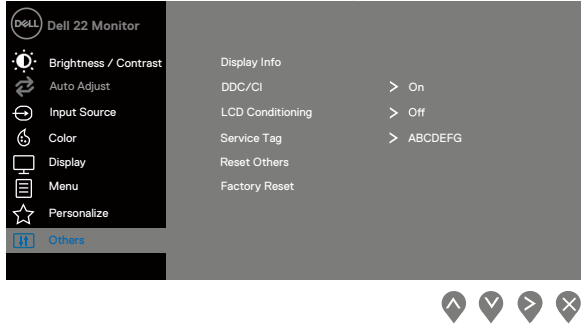 DELL Dell 22 Monitor
Brightness / Contrast
Auto Adjust
Input Source
Color
Display
Menu
Personalize
Others
Display Info
DDC/CI > On
LCD Conditioning > Off
Service Tag > ABCDEFG
Reset Others
Factory Reset